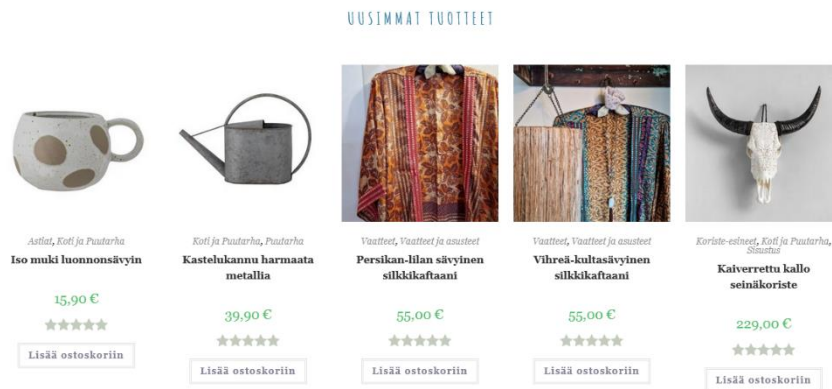 UUSIMMAT TUOTTEET
Astiat, Koti ja Puutarha
Iso muki luonnonsävyin
15,90 €
Lisää ostoskoriin
Koti ja Puutarha, Puutarha
Kastelukannu harmaata
metallia
39,90 €
Lisää ostoskoriin
Vaatteet, Vaatteet ja asusteet
Persikan-lilan sävyinen
silkkikaftaani
55,00 €
Lisää ostoskoriin
Vaatteet, Vaatteet ja asusteet
Vihreä-kultasävyinen
silkkikaftaani
55,00 €
Lisää ostoskoriin
Koriste-esineet, Koti ja Puutarha,
Sisustus
Kaiverrettu kallo
seinäkoriste
229,00 €
Lisää ostoskoriin